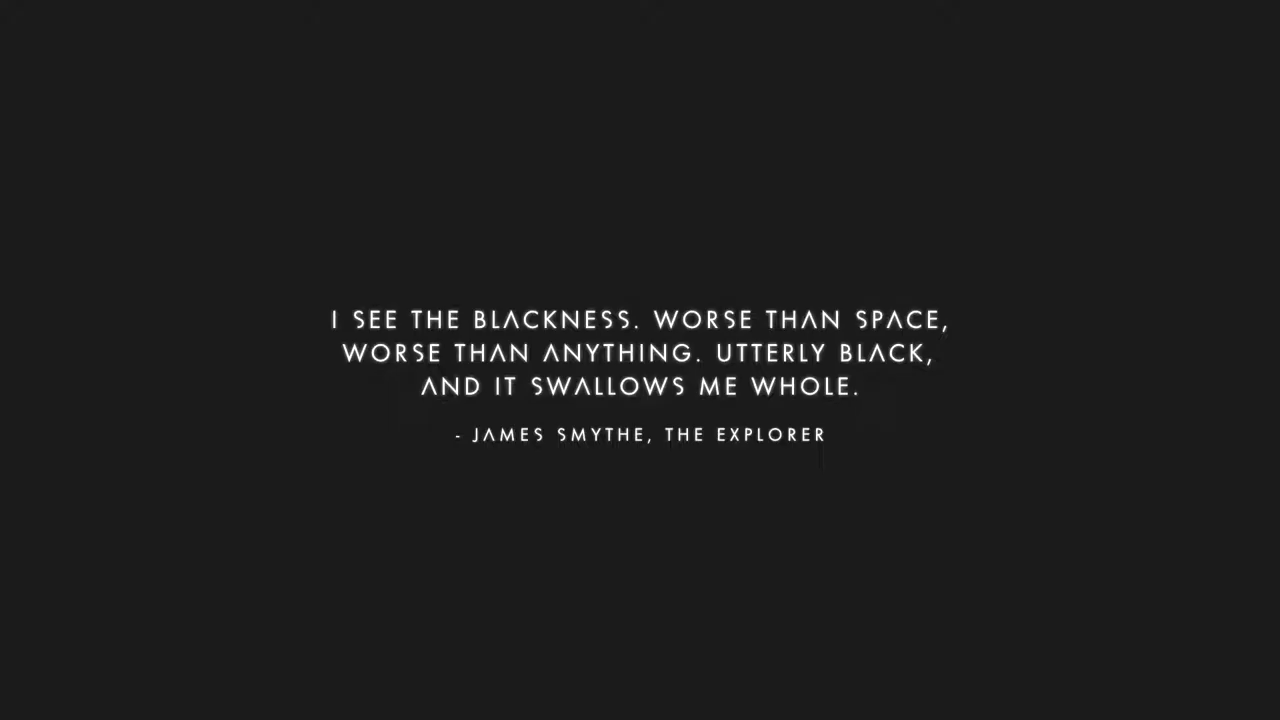 I SEE THE BLACKNESS. WORSE THAN SPACE,
WORSE THAN ANYTHING. UTTERLY BLACK,
AND IT SWALLOWS ME WHOLE.
- JAMES SMYTHE, THE EXPLORER